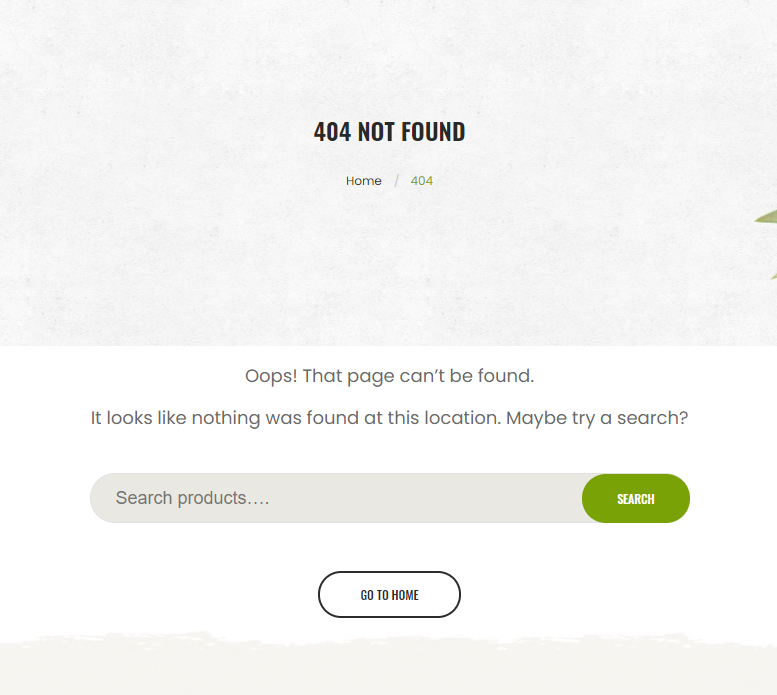 404 NOT FOUND
Home / 404
Oops! That page can’t be found.
It looks like nothing was found at this location. Maybe try a search?
Search products....
SEARCH
GO TO HOME